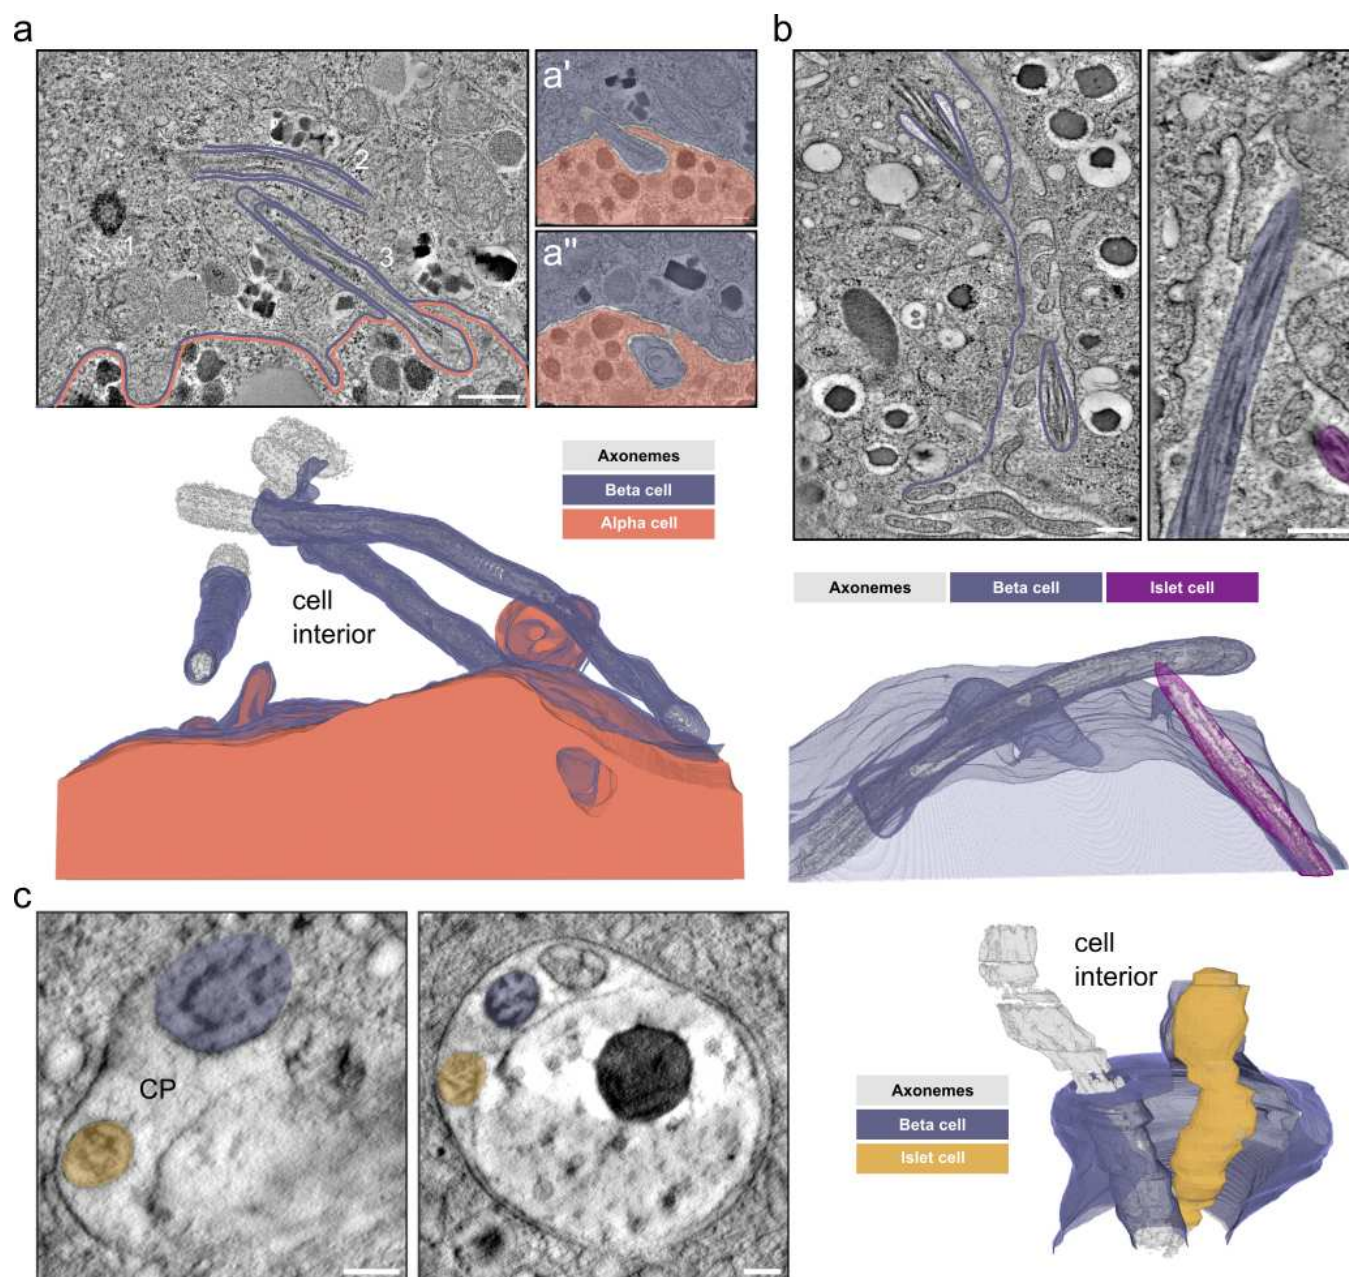 a
b
a'
2
1
3
a"
Axonemes
Beta cell
Alpha cell
cell
interior
Axonemes
Beta cell
Islet cell
c
CP
cell
interior
Axonemes
Beta cell
Islet cell